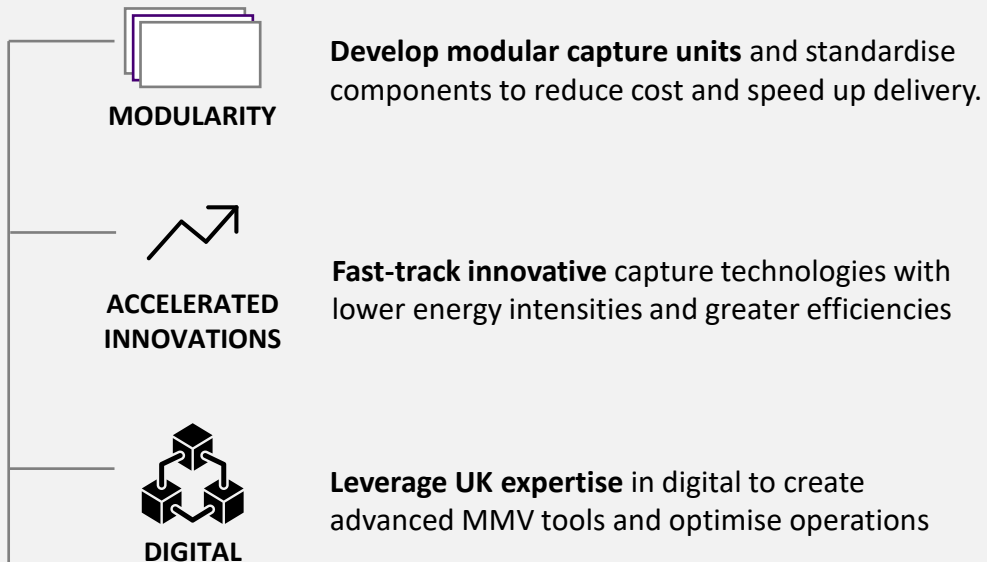 MODULARITY
Develop modular capture units and standardise
components to reduce cost and speed up delivery.
ACCELERATED
INNOVATIONS
Fast-track innovative capture technologies with
lower energy intensities and greater efficiencies
DIGITAL
Leverage UK expertise in digital to create
advanced MMV tools and optimise operations